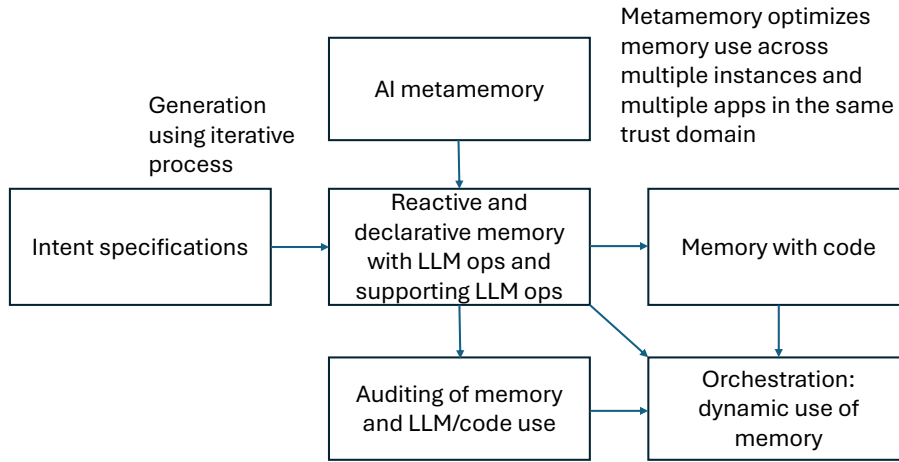 Metamemory optimizes
memory use across
multiple instances and
multiple apps in the same
trust domain
AI metamemory
Generation
using iterative
process
Intent specifications
Reactive and
declarative memory
with LLM ops and
supporting LLM ops
Memory with code
Auditing of memory
and LLM/code use
Orchestration:
dynamic use of
memory